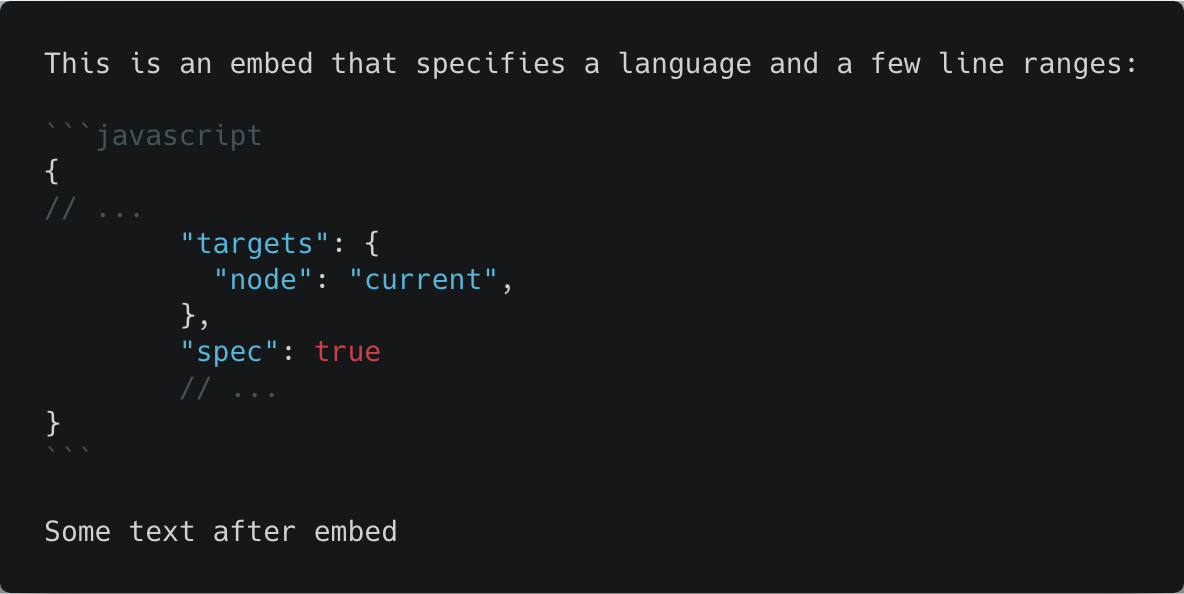 This is an embed that specifies a language and a few line ranges:

```javascript
{
// ...
        "targets": {
          "node": "current",
        },
        "spec": true
        // ...
}
```

Some text after embed